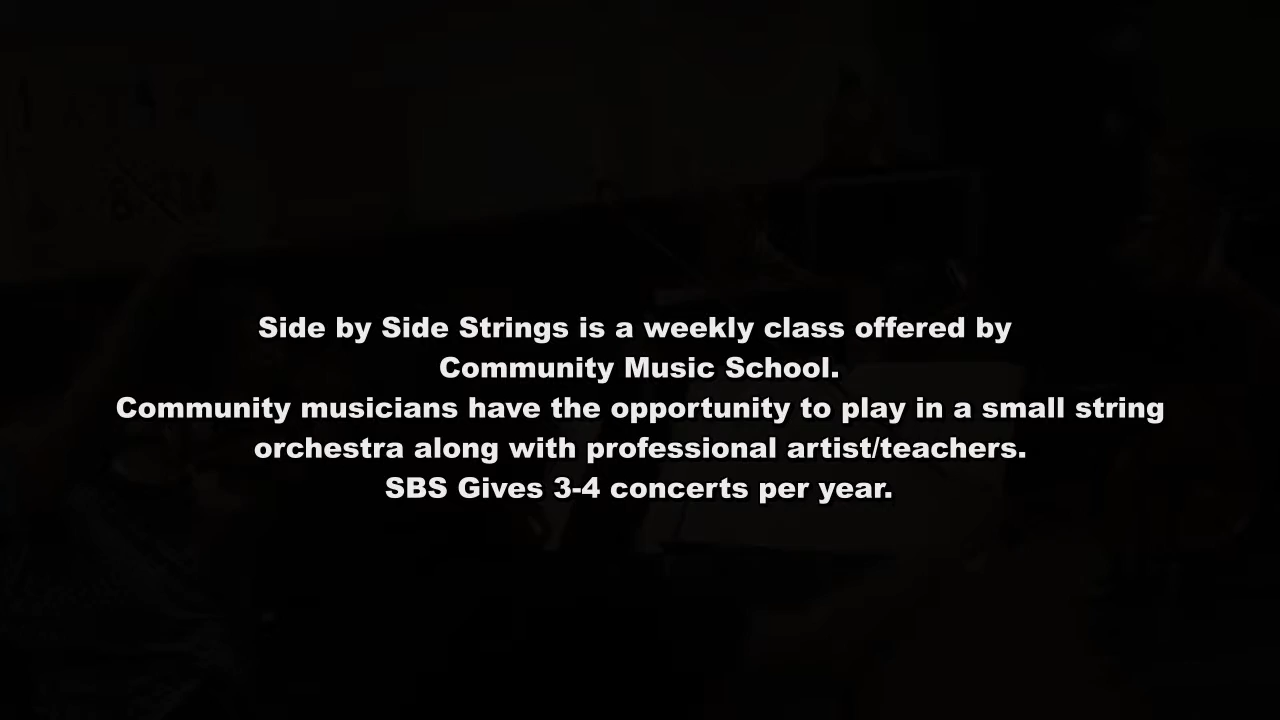 Side by Side Strings is a weekly class offered by
Community Music School.
Community musicians have the opportunity to play in a small string
orchestra along with professional artist/teachers.
SBS Gives 3-4 concerts per year.